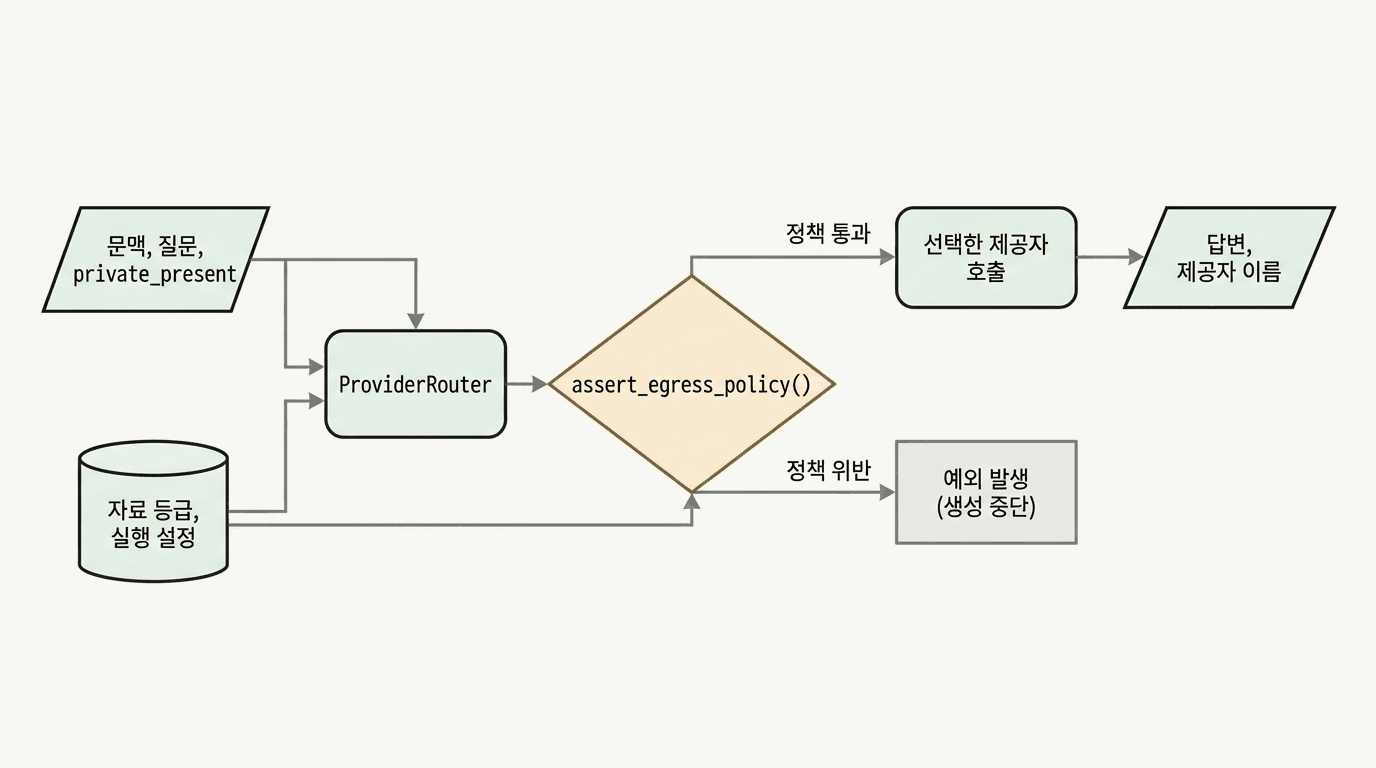 문맥, 질문,
private_present
ProviderRouter
자료 등급,
실행 설정
assert_egress_policy()
정책 통과
선택한 제공자
호출
답변,
제공자 이름
정책 위반
예외 발생
(생성 중단)